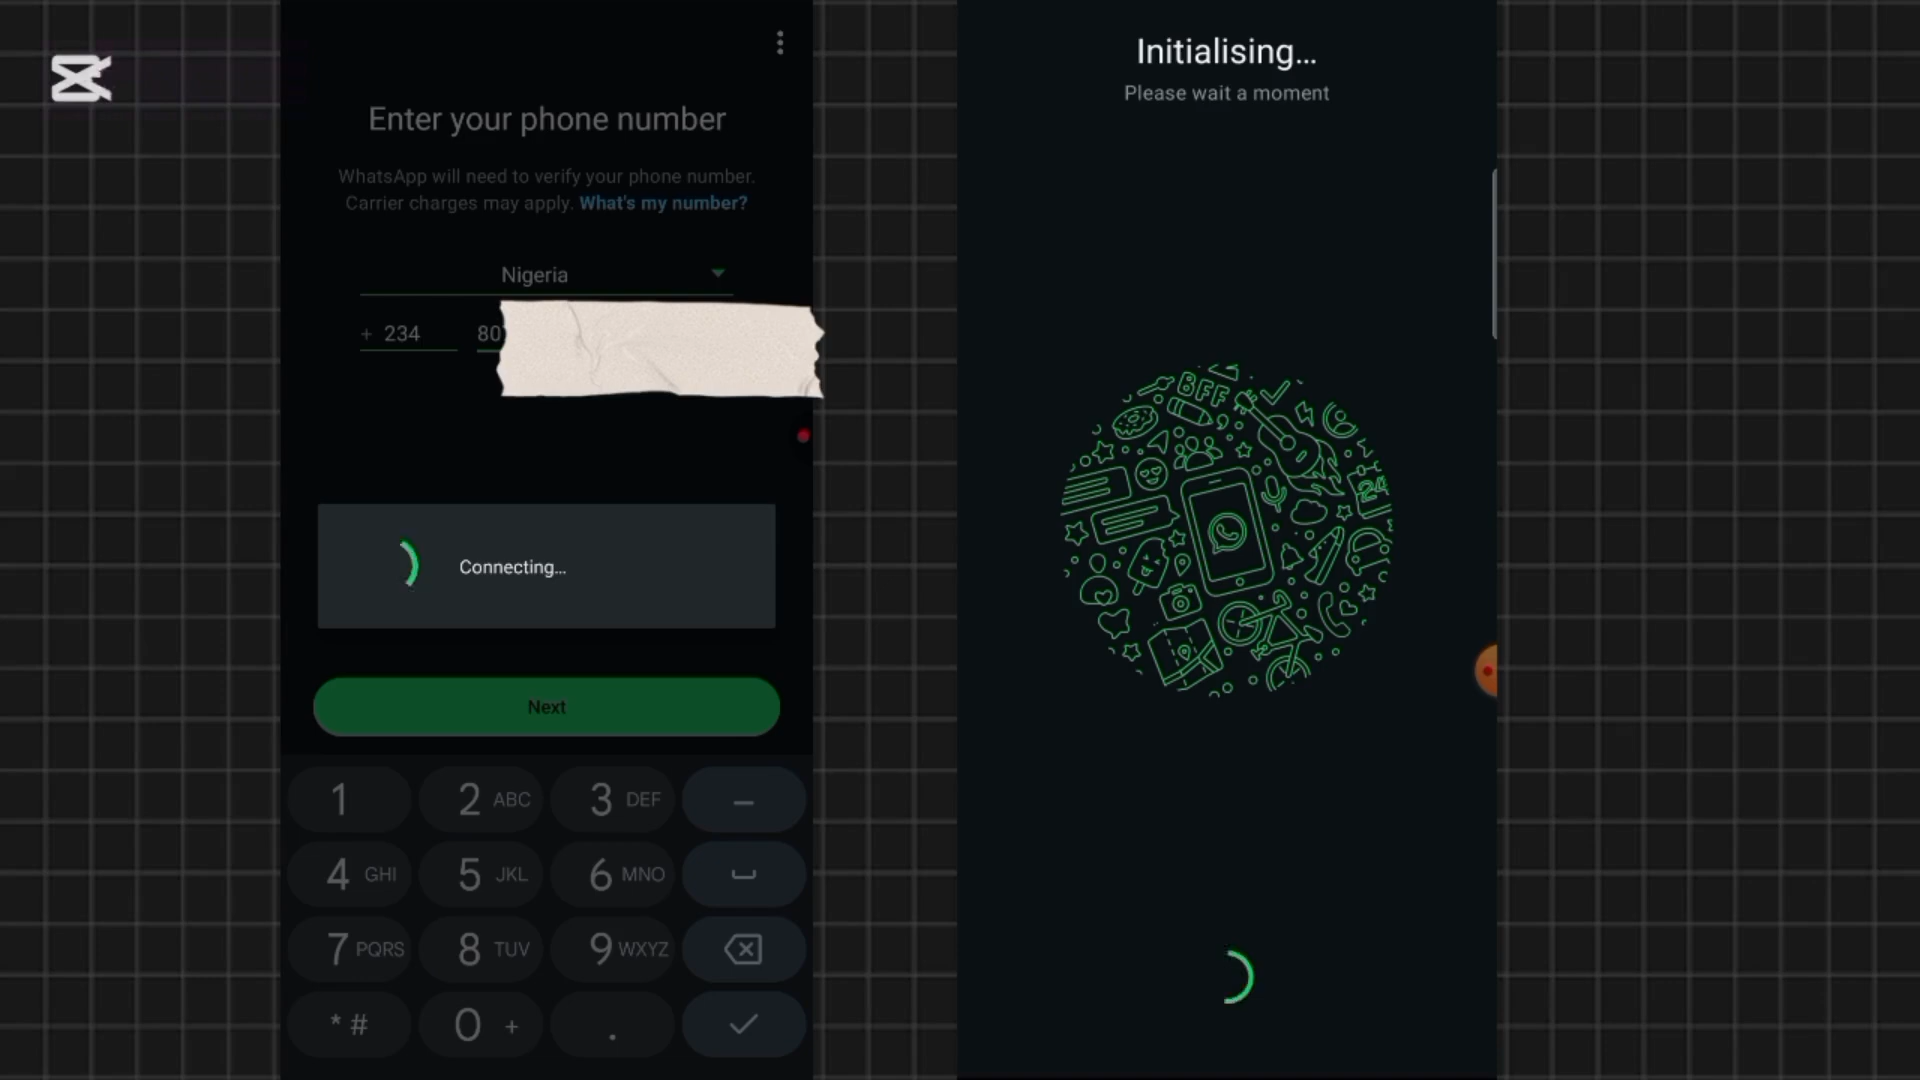 Enter your phone number
WhatsApp will need to verify your phone number.
Carrier charges may apply. What's my number?
Nigeria
+ 234 80
Connecting...
Next
1
2 ABC
3 DEF
–
4 GHI
5 JKL
6 MNO
7 PQRS
8 TUV
9 WXYZ
* #
0 +
.
Initialising...
Please wait a moment
BFF
24